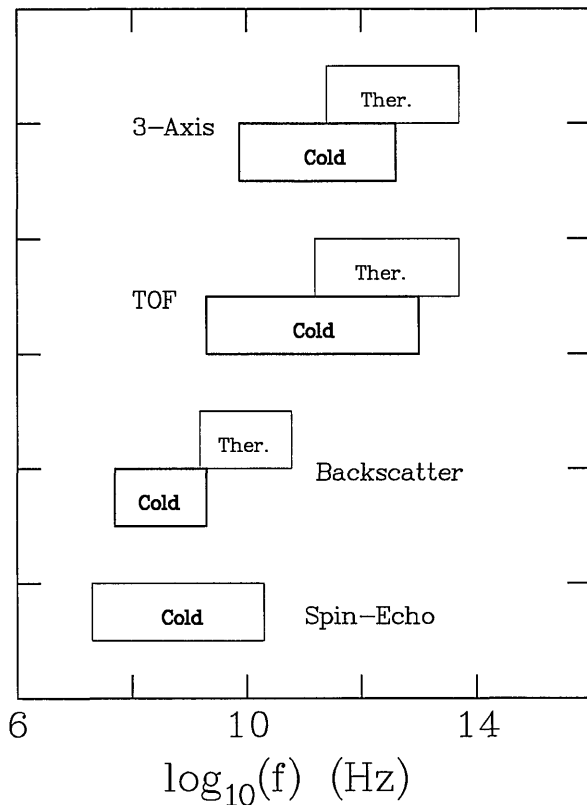 Ther.
3-Axis
Cold
Ther.
TOF
Cold
Ther.
Backscatter
Cold
Cold
Spin-Echo
6 10 14
log₁₀(f) (Hz)